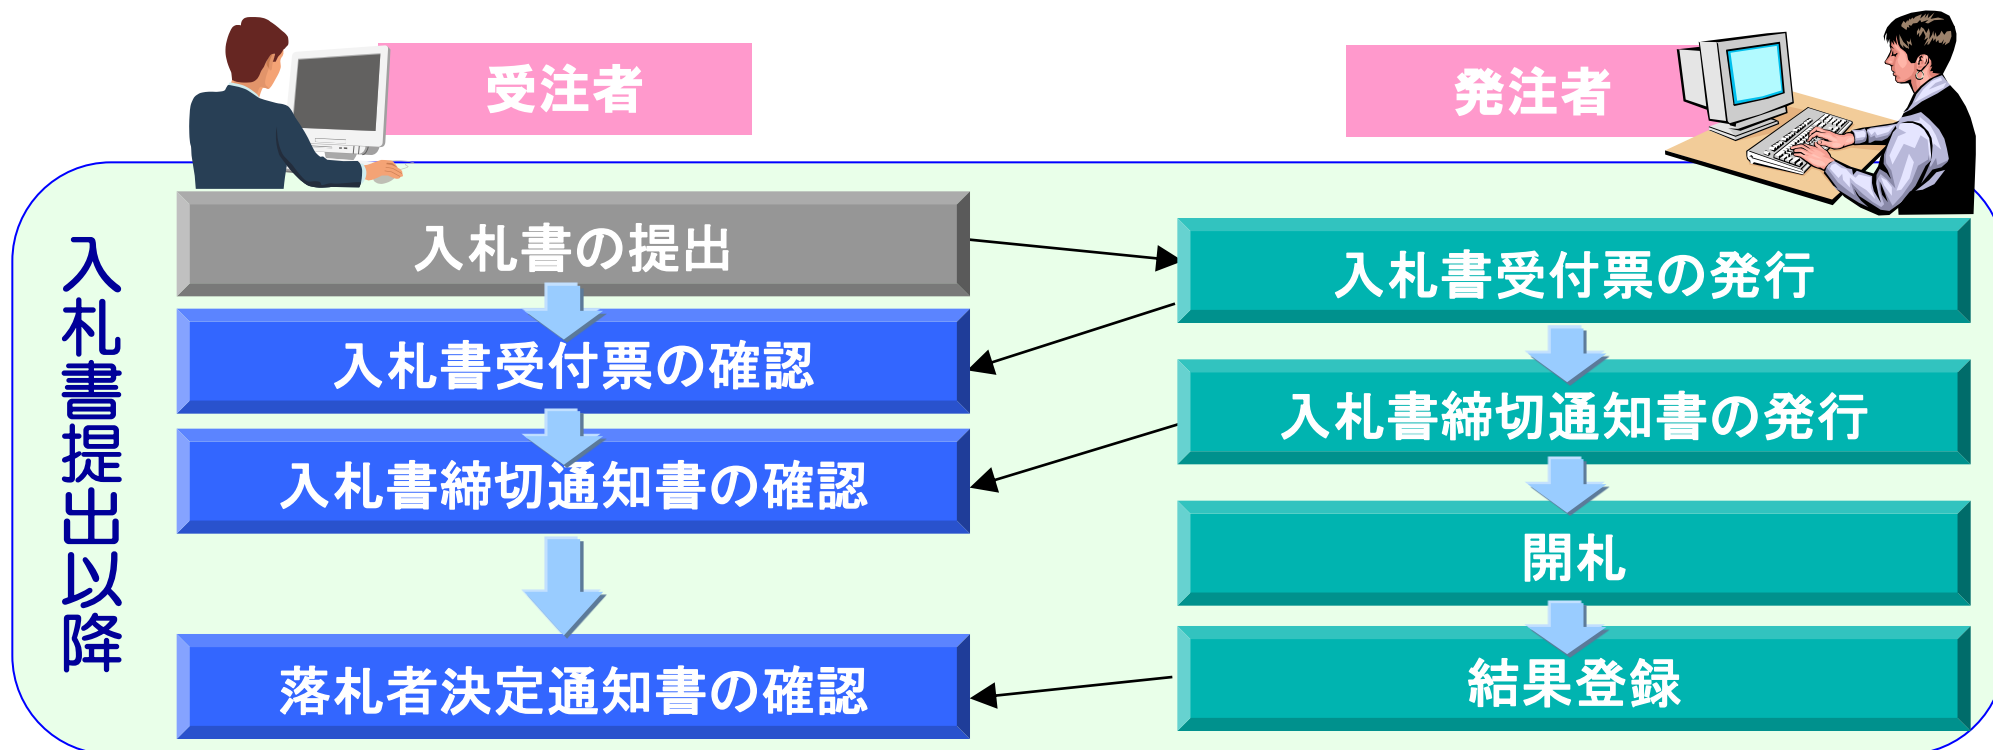 受注者
発注者
入札書提出以降
入札書の提出
入札書受付票の確認
入札書締切通知書の確認
落札者決定通知書の確認
入札書受付票の発行
入札書締切通知書の発行
開札
結果登録